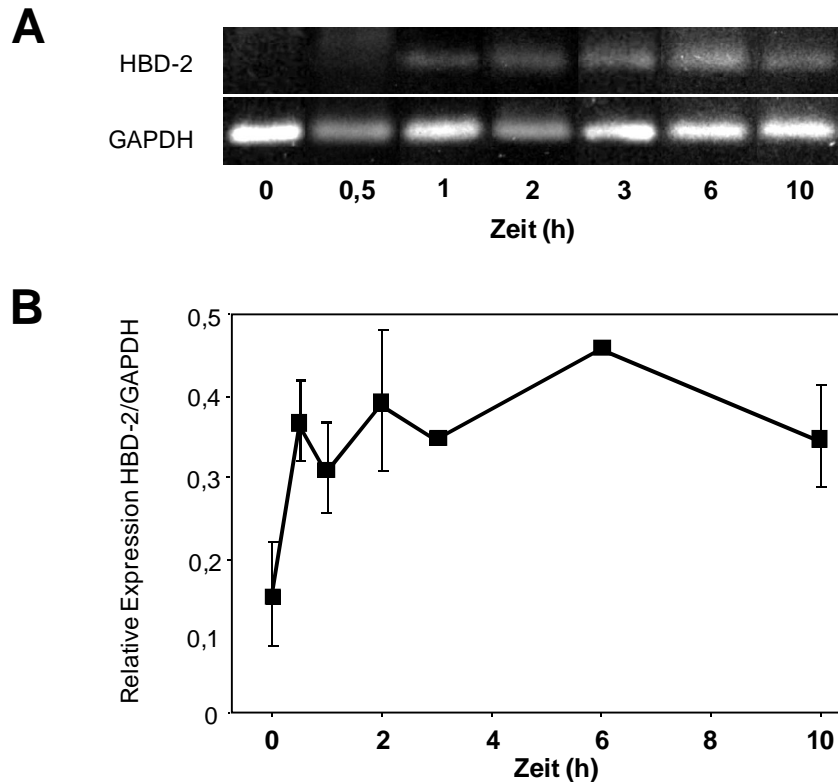 A
HBD-2
GAPDH
0 0,5 1 2 3 6 10
Zeit (h)
B
Relative Expression HBD-2/GAPDH
0,5
0,4
0,3
0,2
0,1
0
0 2 4 6 8 10
Zeit (h)